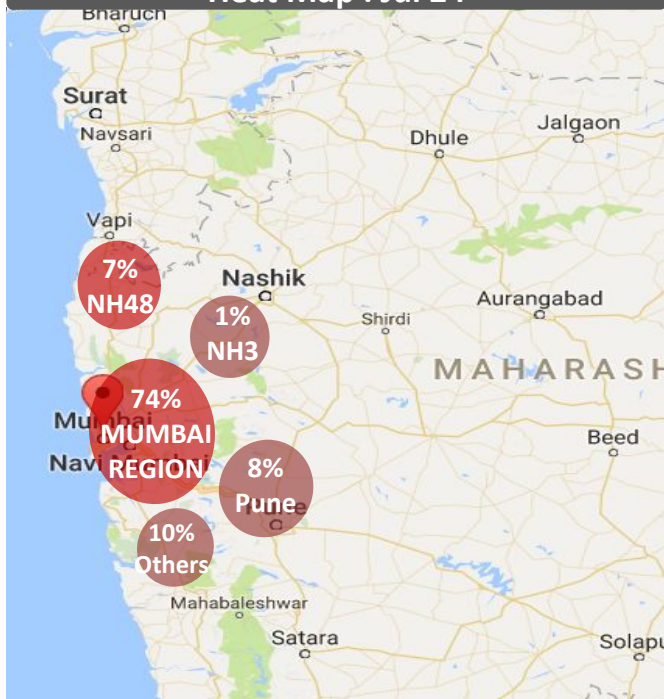 Bharuch
Surat
Navsari
Dhule
Jalgaon
Vapi
7%
NH48
Nashik
1%
NH3
Aurangabad
Shirdi
MAHARASH
74%
Mumbai
MUMBAI
REGION
Navi
Beed
8%
Pune
10%
Others
Mahabaleshwar
Satara
Solapu